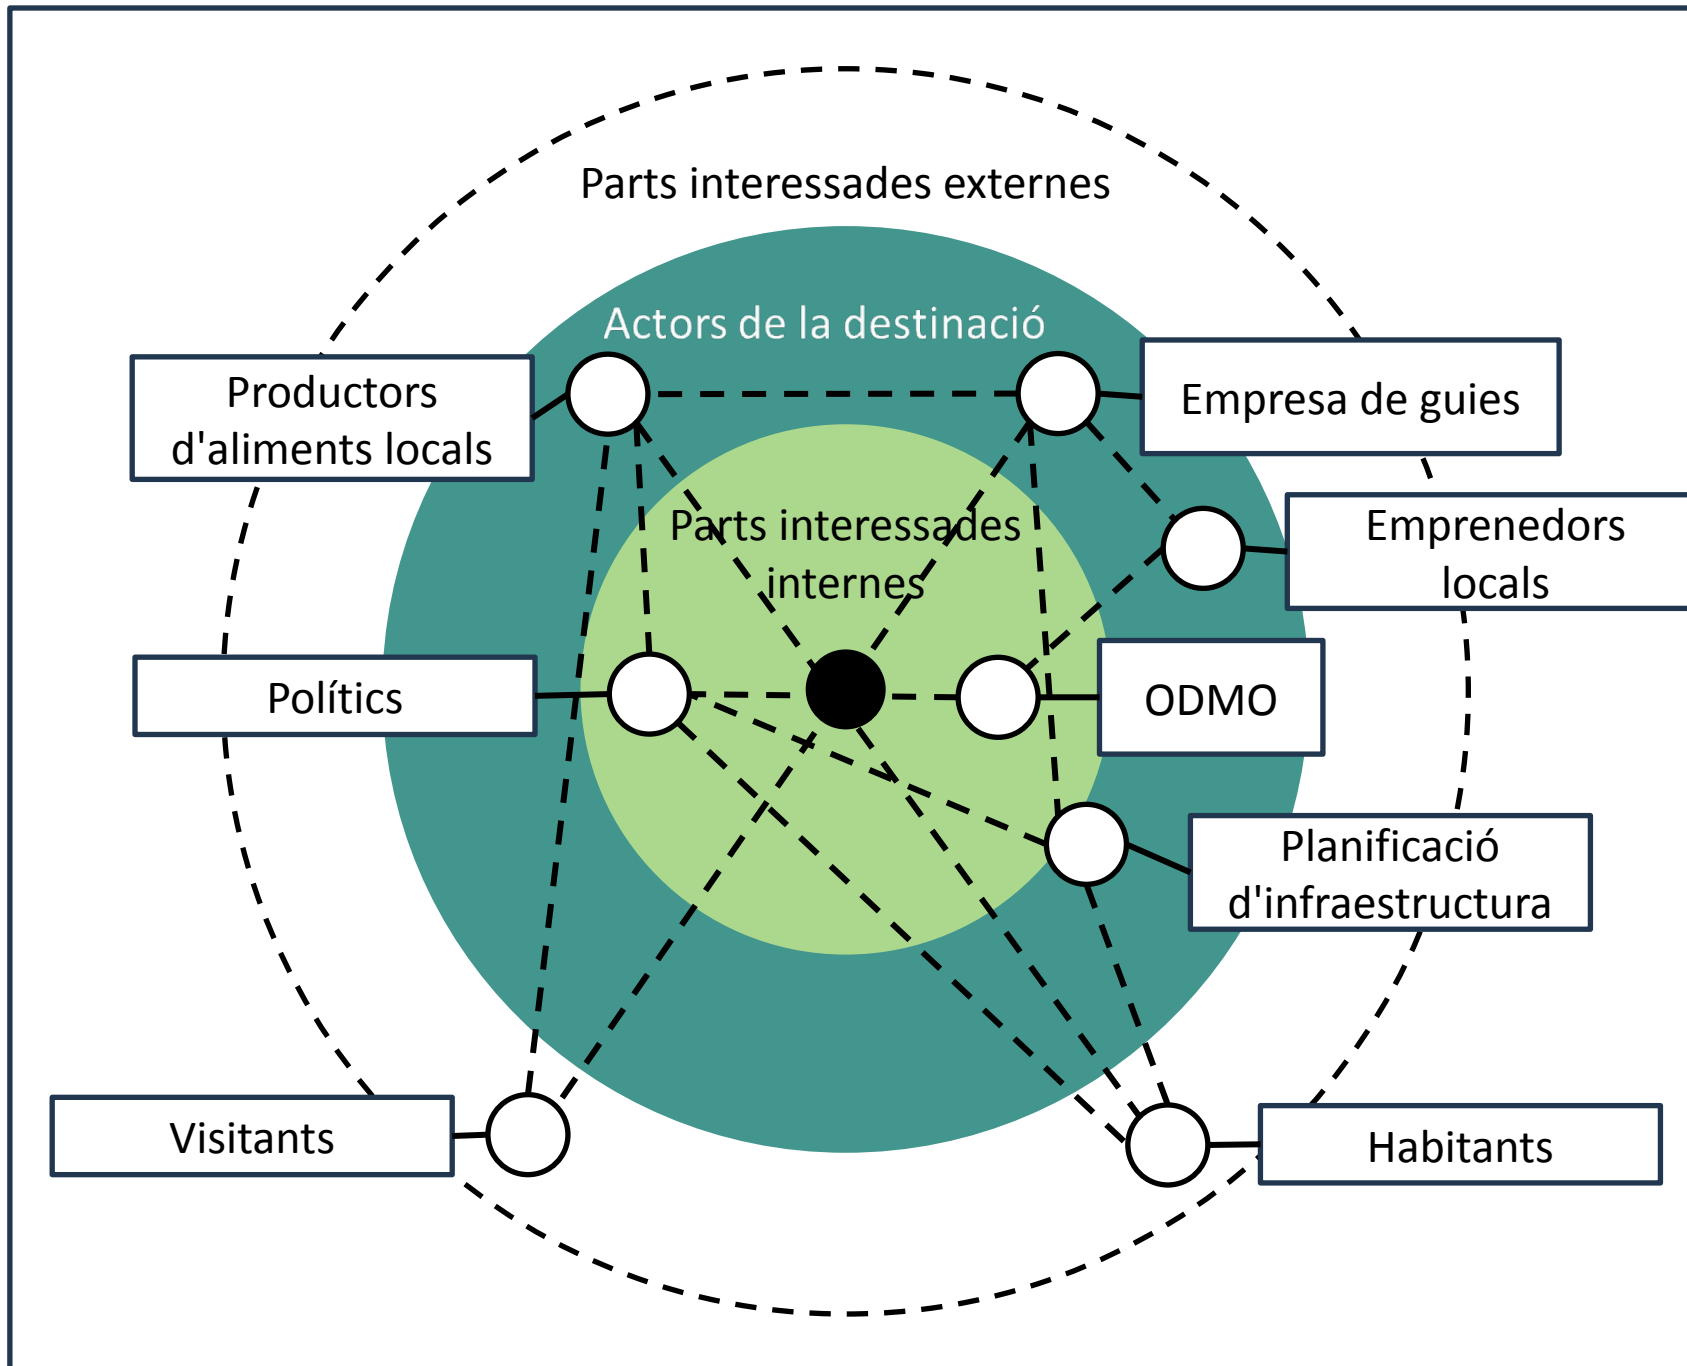 Parts interessades externes
Actors de la destinació
Productors
d'aliments locals
Empresa de guies
Parts interessades
internes
Emprenedors
locals
Polítics
ODMO
Planificació
d'infraestructura
Visitants
Habitants